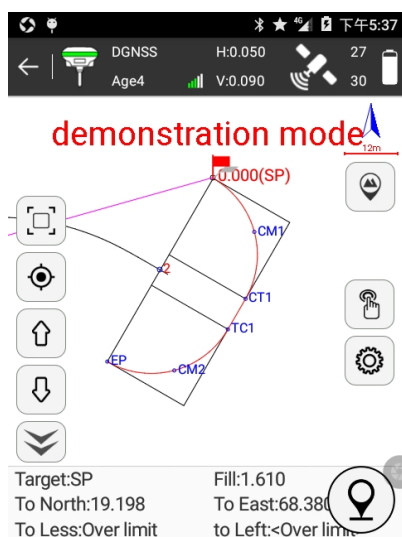 4G 下午5:37
DGNSS H:0.050 27
Age4 V:0.090 30
demonstration mode
12m
0.000(SP)
CM1
2
CT1
TC1
EP
CM2
Target:SP Fill:1.610
To North:19.198 To East:68.380
To Less:Over limit to Left:<Over lim